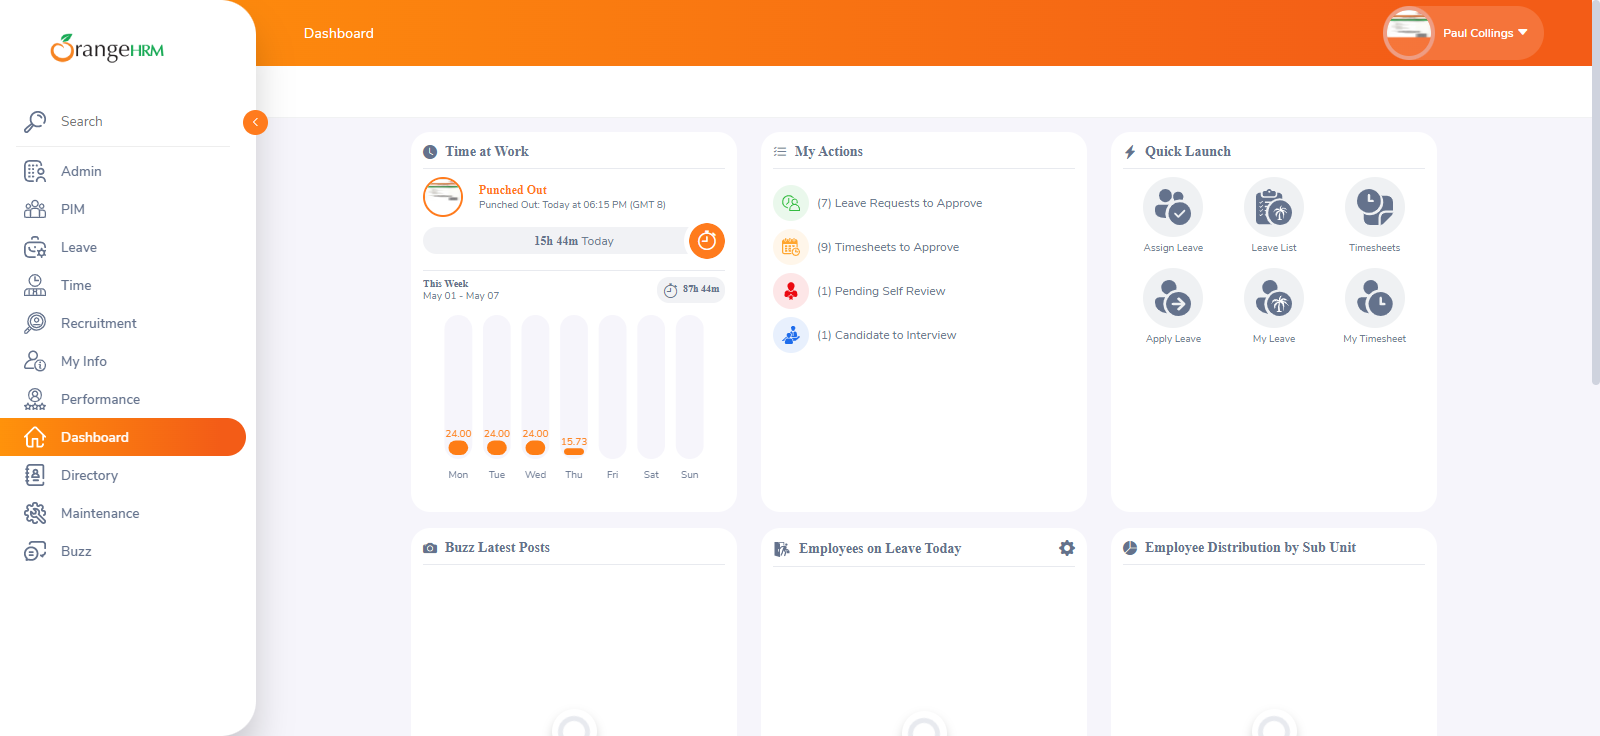 OrangeHRM
Search
Admin
PIM
Leave
Time
Recruitment
My Info
Performance
Dashboard
Directory
Maintenance
Buzz
Dashboard
Paul Collings
Time at Work
Punched Out
Punched Out: Today at 06:15 PM (GMT 8)
15h 44m Today
This Week
May 01 - May 07
87h 44m
24.00 24.00 24.00 15.73
Mon Tue Wed Thu Fri Sat Sun
My Actions
(7) Leave Requests to Approve
(9) Timesheets to Approve
(1) Pending Self Review
(1) Candidate to Interview
Quick Launch
Assign Leave Leave List Timesheets
Apply Leave My Leave My Timesheet
Buzz Latest Posts
Employees on Leave Today
Employee Distribution by Sub Unit